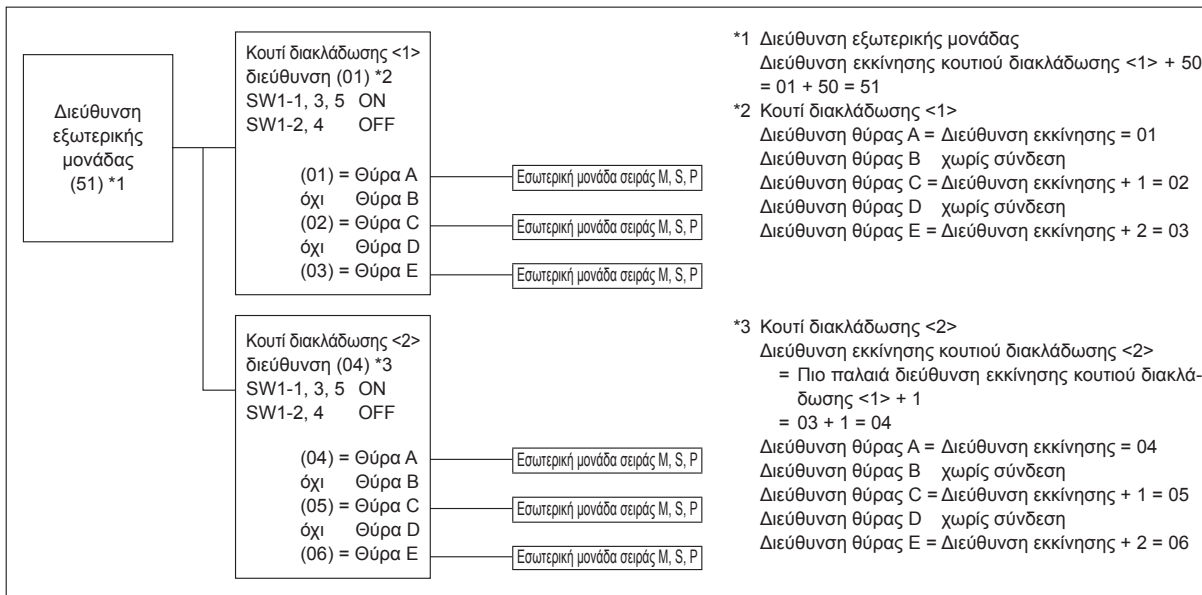 Διεύθυνση
εξωτερικής
μονάδας
(51) *1
Κουτί διακλάδωσης <1>
διεύθυνση (01) *2
SW1-1, 3, 5 ON
SW1-2, 4 OFF
(01) = Θύρα A
όχι Θύρα B
(02) = Θύρα C
όχι Θύρα D
(03) = Θύρα E
Εσωτερική μονάδα σειράς M, S, P
Εσωτερική μονάδα σειράς M, S, P
Εσωτερική μονάδα σειράς M, S, P
Κουτί διακλάδωσης <2>
διεύθυνση (04) *3
SW1-1, 3, 5 ON
SW1-2, 4 OFF
(04) = Θύρα A
όχι Θύρα B
(05) = Θύρα C
όχι Θύρα D
(06) = Θύρα E
Εσωτερική μονάδα σειράς M, S, P
Εσωτερική μονάδα σειράς M, S, P
Εσωτερική μονάδα σειράς M, S, P
*1 Διεύθυνση εξωτερικής μονάδας
Διεύθυνση εκκίνησης κουτιού διακλάδωσης <1> + 50
= 01 + 50 = 51
*2 Κουτί διακλάδωσης <1>
Διεύθυνση θύρας A = Διεύθυνση εκκίνησης = 01
Διεύθυνση θύρας B χωρίς σύνδεση
Διεύθυνση θύρας C = Διεύθυνση εκκίνησης + 1 = 02
Διεύθυνση θύρας D χωρίς σύνδεση
Διεύθυνση θύρας E = Διεύθυνση εκκίνησης + 2 = 03
*3 Κουτί διακλάδωσης <2>
Διεύθυνση εκκίνησης κουτιού διακλάδωσης <2>
= Πιο παλαιά διεύθυνση εκκίνησης κουτιού διακλά-
δωσης <1> + 1
= 03 + 1 = 04
Διεύθυνση θύρας A = Διεύθυνση εκκίνησης = 04
Διεύθυνση θύρας B χωρίς σύνδεση
Διεύθυνση θύρας C = Διεύθυνση εκκίνησης + 1 = 05
Διεύθυνση θύρας D χωρίς σύνδεση
Διεύθυνση θύρας E = Διεύθυνση εκκίνησης + 2 = 06